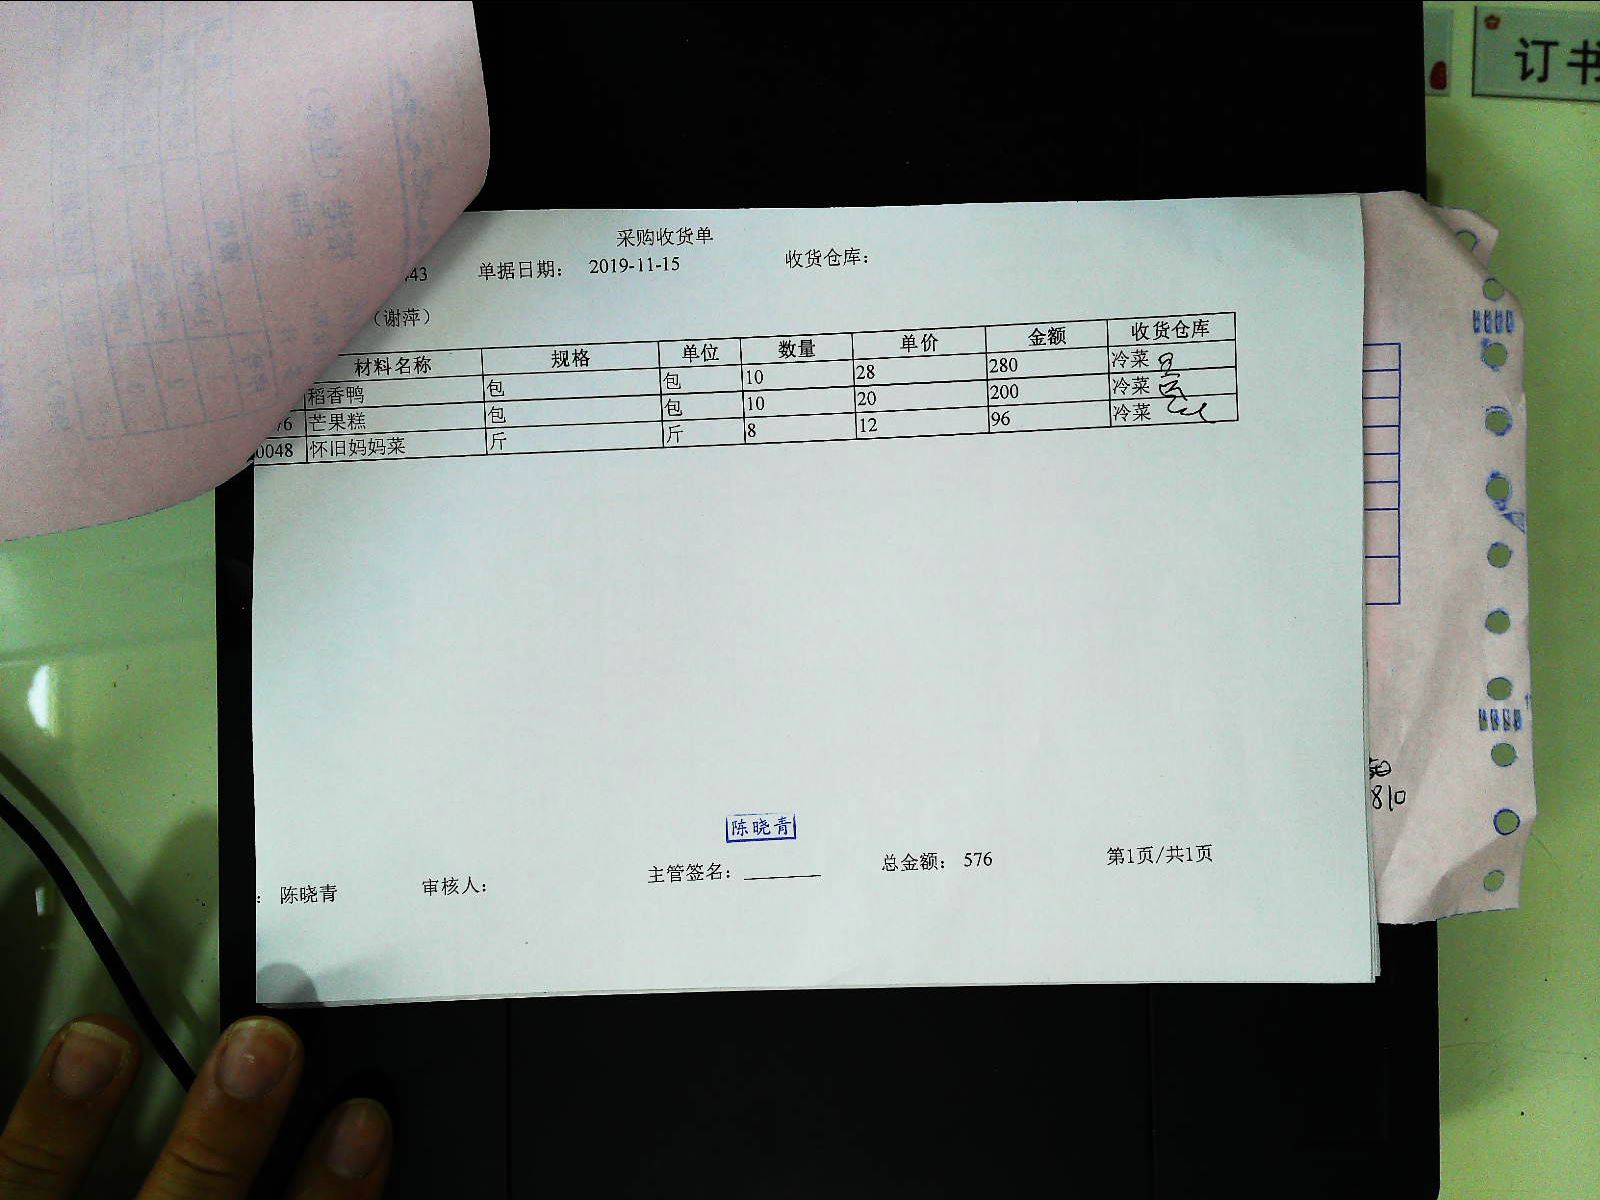 订书
采购收货单
443 单据日期： 2019-11-15 收货仓库：
（谢萍）
材料名称 规格 单位 数量 单价 金额 收货仓库
稻香鸭 包 包 10 28 280 冷菜
76 芒果糕 包 包 10 20 200 冷菜
0048 怀旧妈妈菜 斤 斤 8 12 96 冷菜
陈晓青
： 陈晓青 审核人： 主管签名： 总金额： 576 第1页/共1页
810